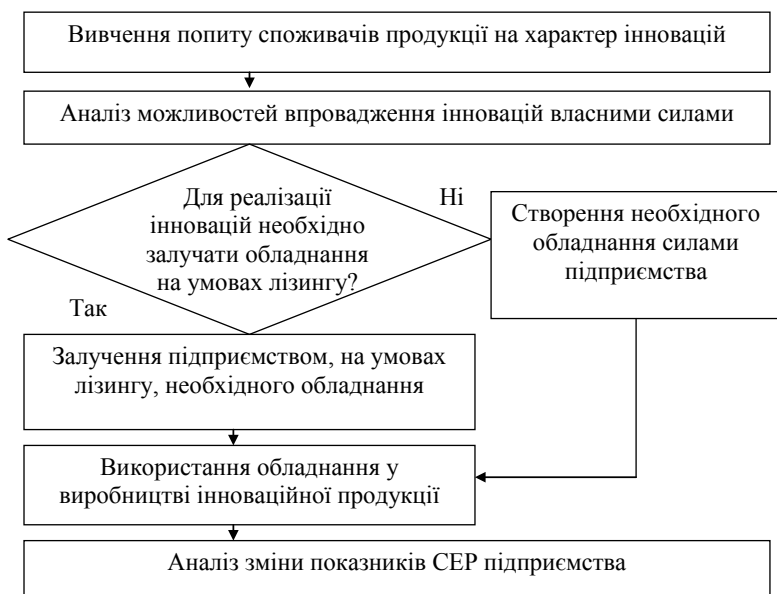 Вивчення попиту споживачів продукції на характер інновацій
Аналіз можливостей впровадження інновацій власними силами
Для реалізації
інновацій необхідно
залучати обладнання
на умовах лізингу?
Ні
Створення необхідного
обладнання силами
підприємства
Так
Залучення підприємством, на умовах
лізингу, необхідного обладнання
Використання обладнання у
виробництві інноваційної продукції
Аналіз зміни показників СЕР підприємства